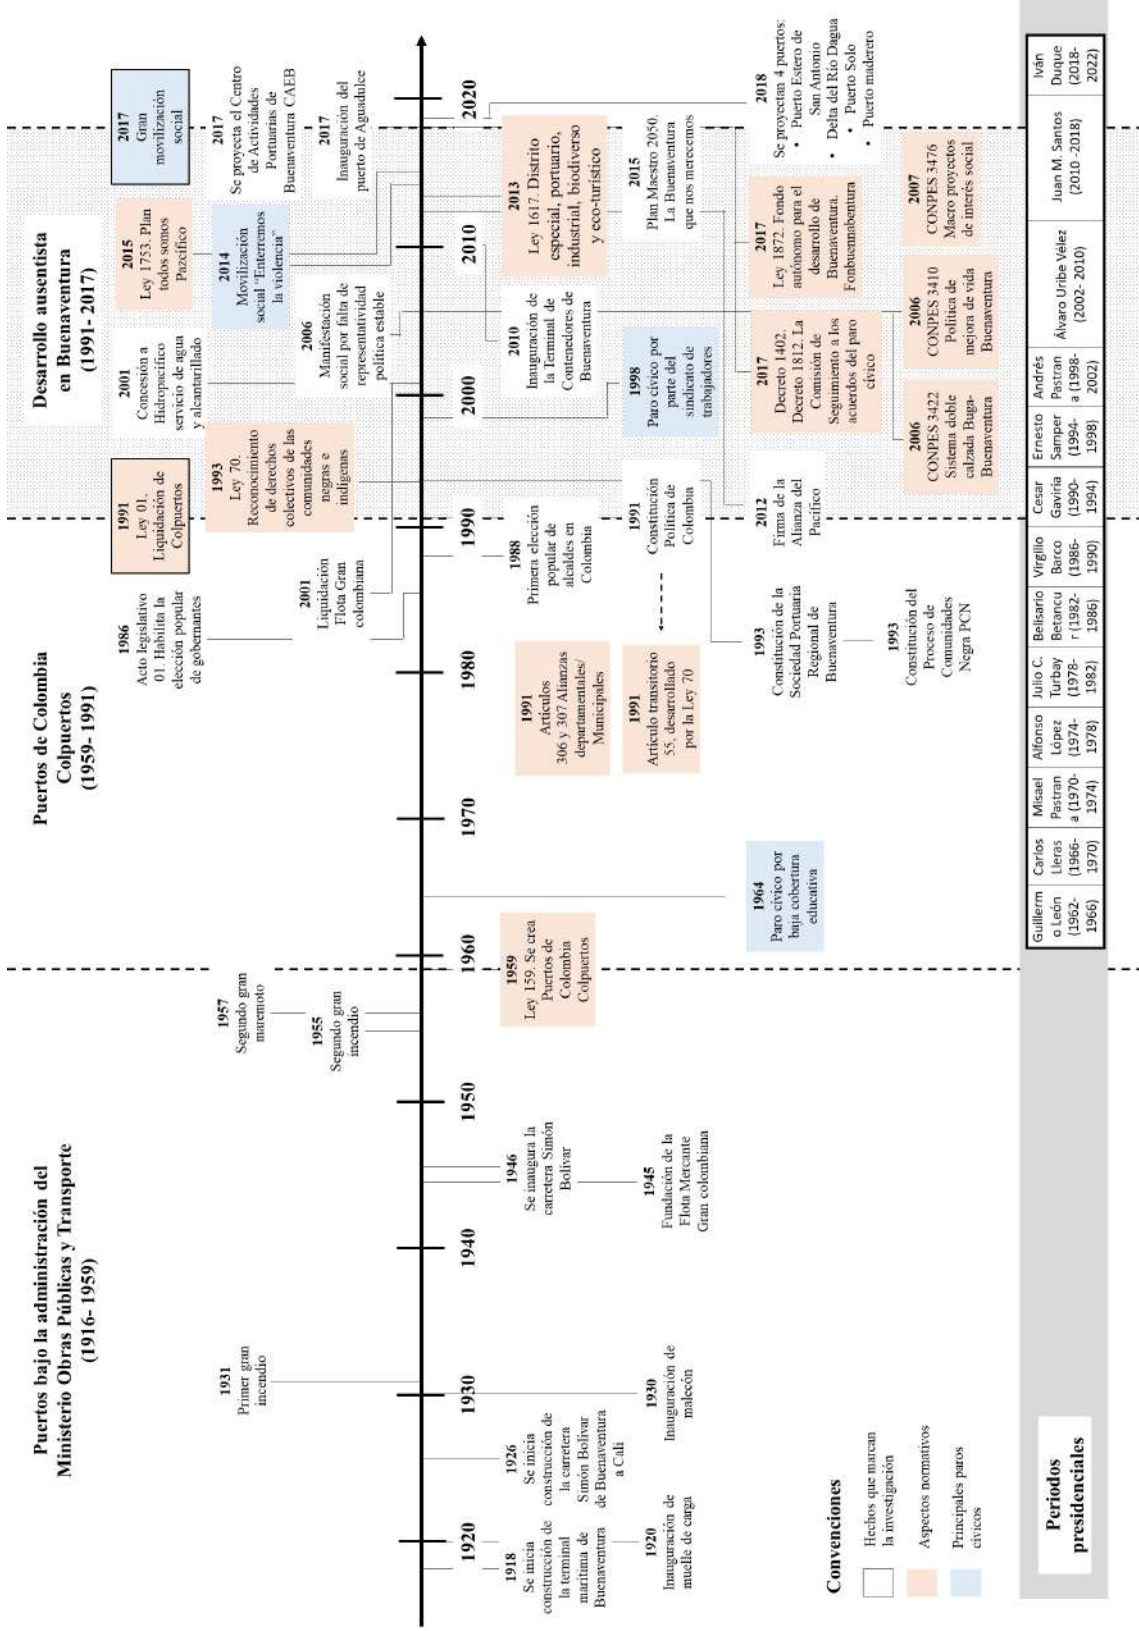 Puertos bajo la administración del
Ministerio Obras Públicas y Transporte
(1916- 1959)
Puertos de Colombia
Colpuertos
(1959- 1991)
Desarrollo ausentista
en Buenaventura
(1991- 2017)
1931
Primer gran
incendio
1957
Segundo gran
maremoto
1955
Segundo gran
incendio
1986
Acto legislativo
01. Habilita la
elección popular
de gobernantes
2001
Liquidación
Flota Gran
colombiana
1991
Ley 01.
Liquidación de
Colpuertos
1993
Ley 70.
Reconocimiento
de derechos
colectivos de las
comunidades
negras e
indígenas
2001
Concesión a
Hidropacífico
servicio de agua
y alcantarillado
2006
Manifestación
social por falta de
representatividad
política estable
2015
Ley 1753. Plan
todos somos
Pazcífico
2014
Movilización
social “Enterremos
la violencia”
2017
Gran
movilización
social
2017
Se proyecta el Centro
de Actividades
Portuarias de
Buenaventura CAEB
2017
Inauguración del
puerto de Aguadulce
1920
1930
1940
1950
1960
1970
1980
1990
2000
2010
2020
1918
Se inicia
construcción de
la terminal
marítima de
Buenaventura
1920
Inauguración de
muelle de carga
1926
Se inicia
construcción de
la carretera
Simón Bolívar
de Buenaventura
a Cali
1930
Inauguración de
malecón
1946
Se inaugura la
carretera Simón
Bolívar
1945
Fundación de la
Flota Mercante
Gran colombiana
1959
Ley 159. Se crea
Puertos de
Colombia
Colpuertos
1964
Paro cívico por
baja cobertura
educativa
1991
Artículos
306 y 307 Alianzas
departamentales/
Municipales
1991
Artículo transitorio
55, desarrollado
por la Ley 70
1988
Primera elección
popular de
alcaldes en
Colombia
1991
Constitución
Política de
Colombia
1993
Constitución de la
Sociedad Portuaria
Regional de
Buenaventura
1993
Constitución del
Proceso de
Comunidades
Negra PCN
2012
Firma de la
Alianza del
Pacífico
2010
Inauguración de
la Terminal de
Contenedores de
Buenaventura
1998
Paro cívico por
parte del
sindicato de
trabajadores
2017
Decreto 1402.
Decreto 1812. La
Comisión de
Seguimiento a los
acuerdos del paro
cívico
2006
CONPES 3422
Sistema doble
calzada Buga-
Buenaventura
2006
CONPES 3410
Política de
mejora de vida
Buenaventura
2013
Ley 1617. Distrito
especial, portuario,
industrial, biodiverso
y eco-turístico
2015
Plan Maestro 2050.
La Buenaventura
que nos merecemos
2017
Ley 1872. Fondo
autónomo para el
desarrollo de
Buenaventura.
Fonbuennabentura
2007
CONPES 3476
Macro proyectos
de interés social
2018
Se proyectan 4 puertos:
• Puerto Estero de
San Antonio
• Delta del Río Dagua
• Puerto Solo
• Puerto maderero
Convenciones
Hechos que marcan
la investigación
Aspectos normativos
Principales paros
cívicos
Periodos
presidenciales
Guillerm
o León
(1962-
1966)
Carlos
Lleras
(1966-
1970)
Misael
Pastran
a (1970-
1974)
Alfonso
López
(1974-
1978)
Julio C.
Turbay
(1978-
1982)
Belisario
Betancu
r (1982-
1986)
Virgilio
Barco
(1986-
1990)
Cesar
Gaviria
(1990-
1994)
Ernesto
Samper
(1994-
1998)
Andrés
Pastran
a (1998-
2002)
Álvaro Uribe Vélez
(2002- 2010)
Juan M. Santos
(2010 -2018)
Iván
Duque
(2018-
2022)